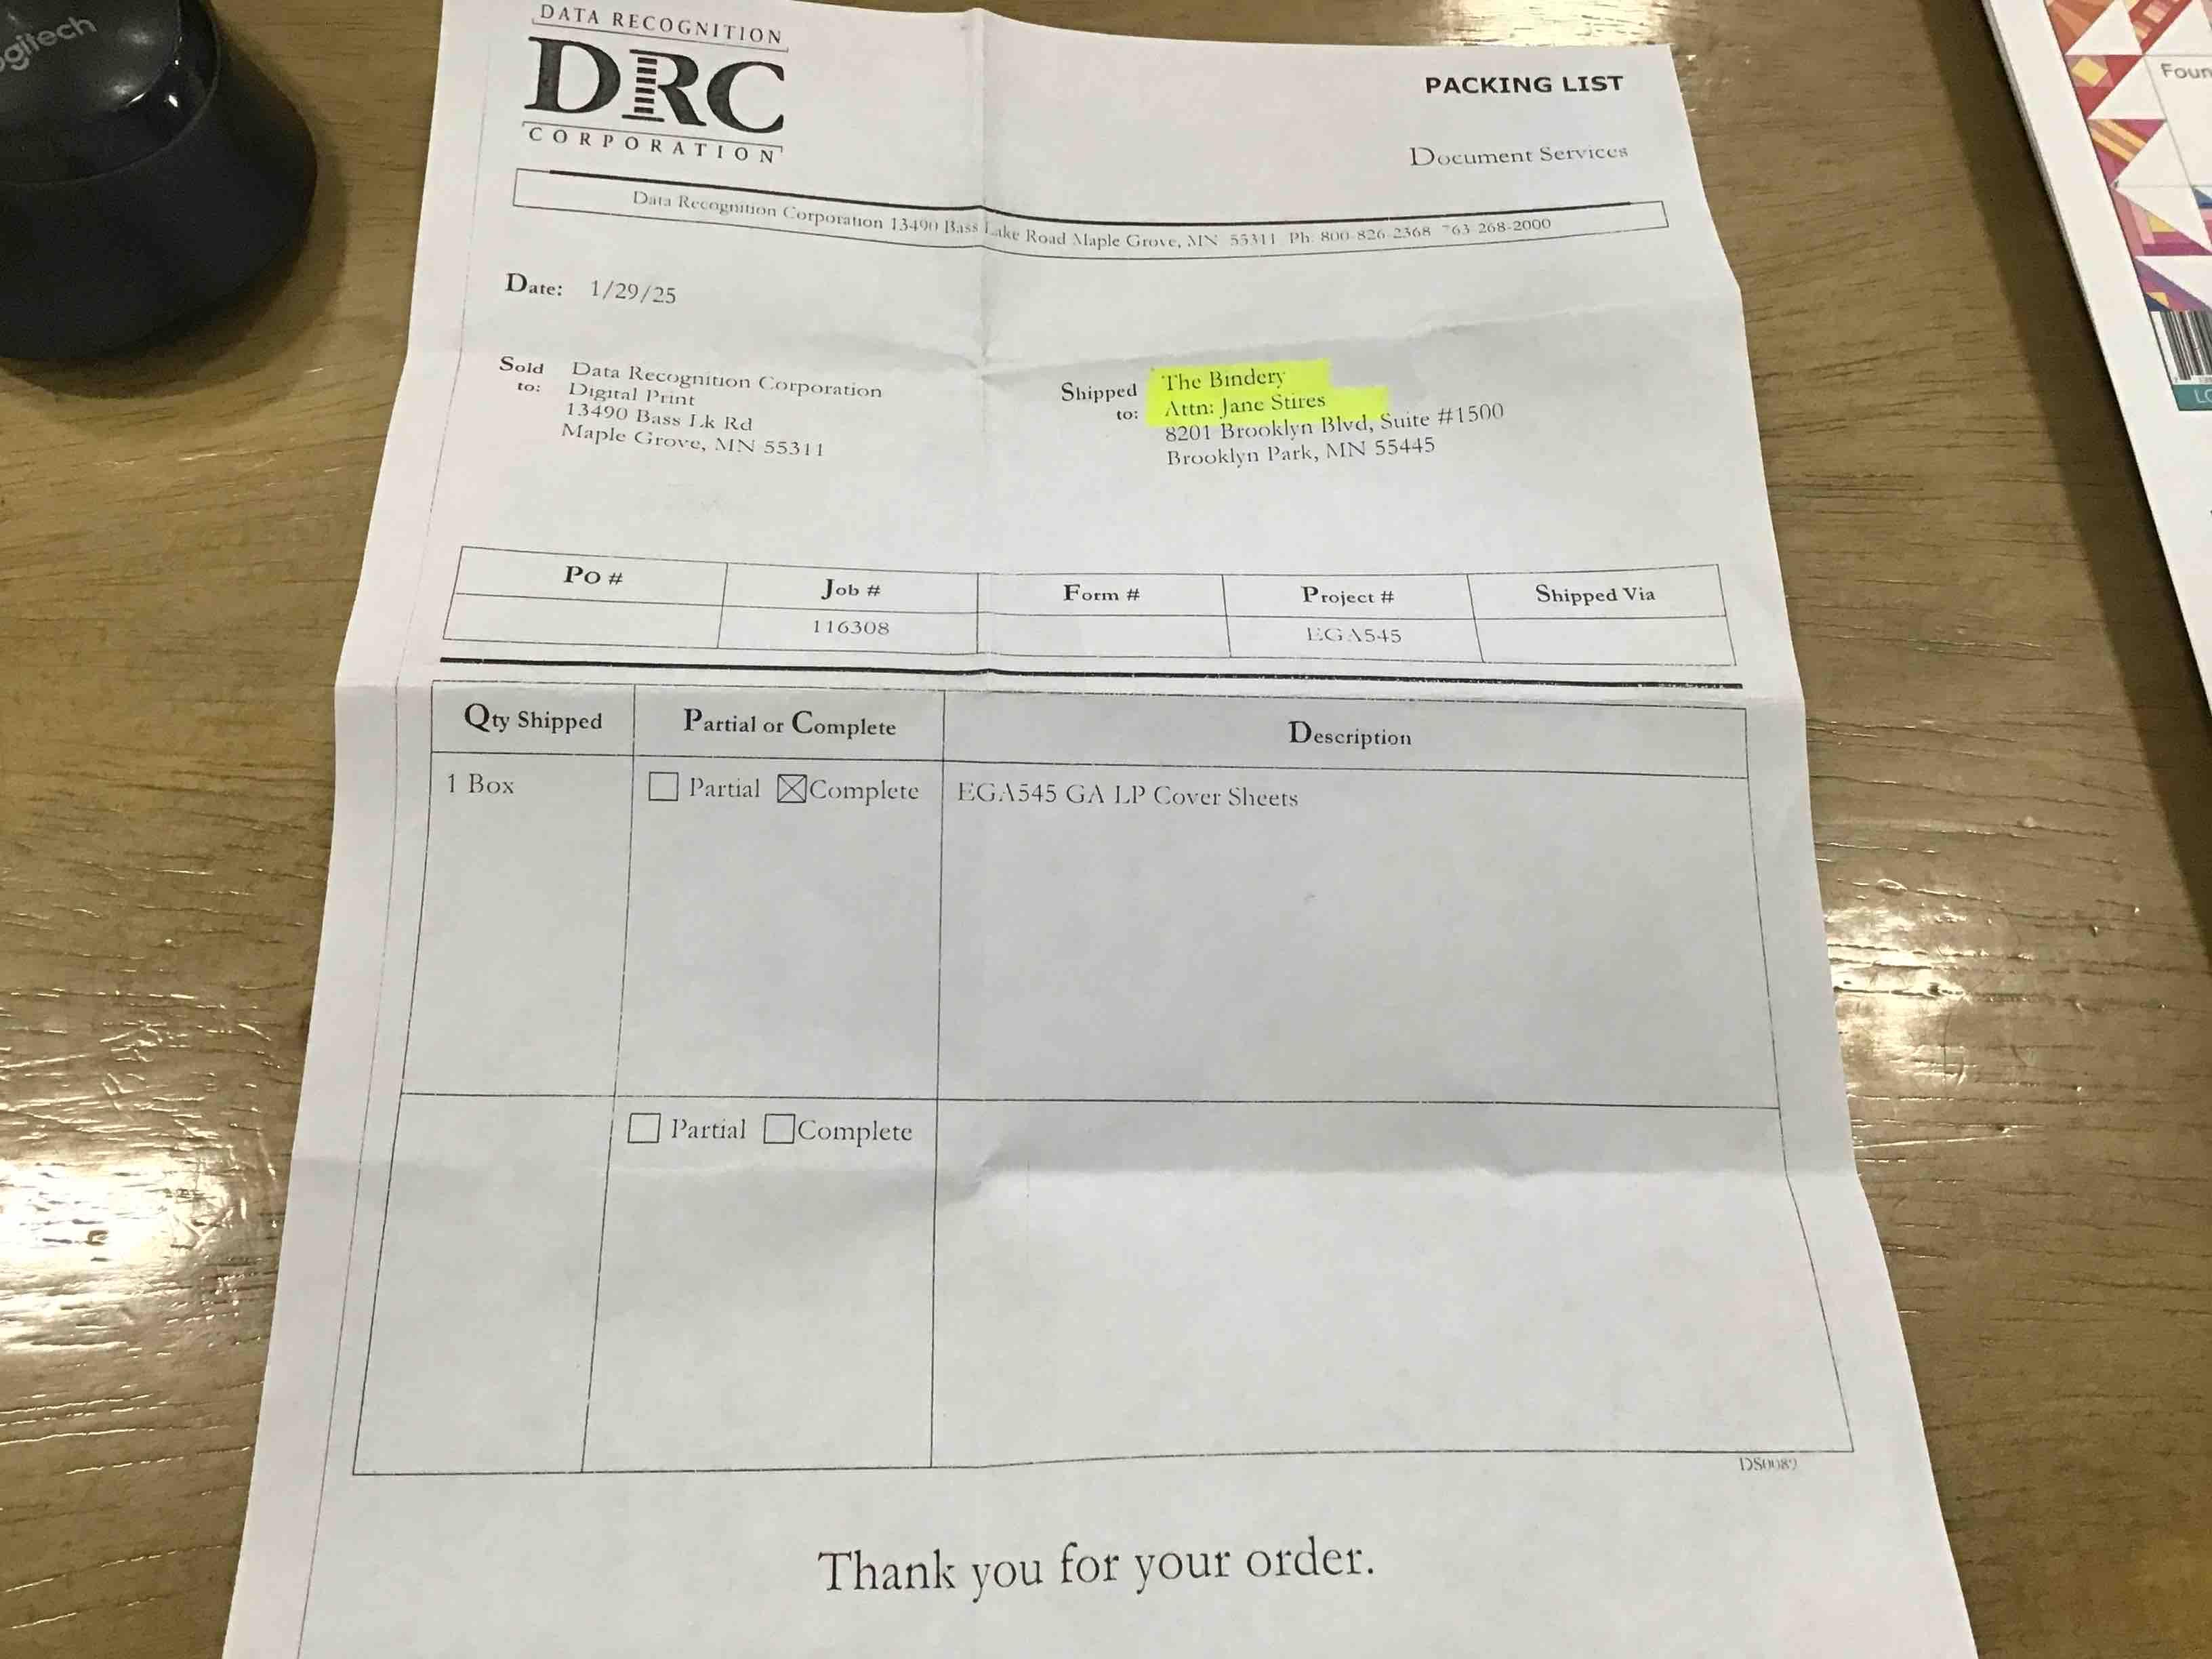 DATA RECOGNITION
DRC
CORPORATION
PACKING LIST
Document Services
Data Recognition Corporation 13490 Bass Lake Road Maple Grove, MN 55311 Ph. 800-826-2368 763-268-2000
Date: 1/29/25
Sold to:
Data Recognition Corporation
Digital Print
13490 Bass Lk Rd
Maple Grove, MN 55311
Shipped to:
The Bindery
Attn: Jane Stires
8201 Brooklyn Blvd, Suite #1500
Brooklyn Park, MN 55445
PO # Job # Form # Project # Shipped Via
116308 EGA545
Qty Shipped Partial or Complete Description
1 Box Partial Complete EGA545 GA LP Cover Sheets
Partial Complete
DS0089
Thank you for your order.